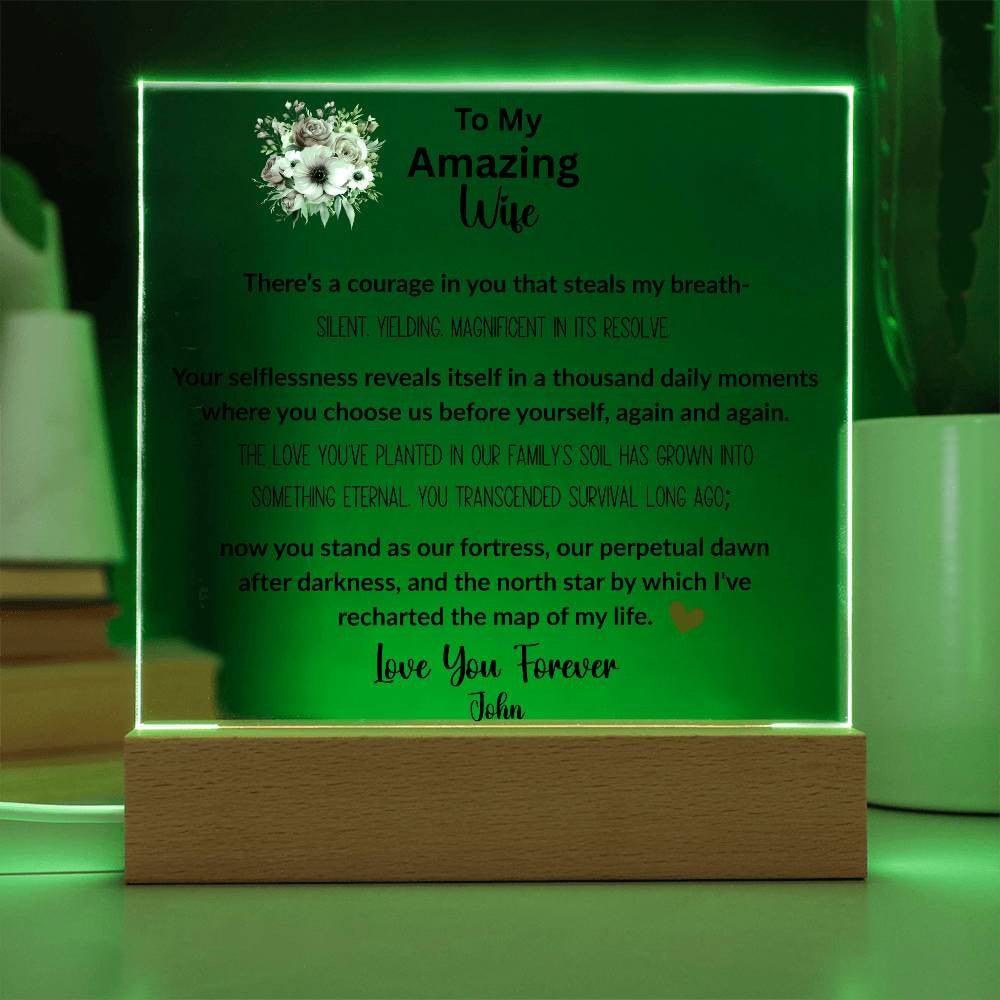 To My
Amazing
Wife
There's a courage in you that steals my breath-
SILENT. YIELDING. MAGNIFICENT IN ITS RESOLVE.
Your selflessness reveals itself in a thousand daily moments
where you choose us before yourself, again and again.
THE LOVE YOU'VE PLANTED IN OUR FAMILY'S SOIL HAS GROWN INTO
SOMETHING ETERNAL. YOU TRANSCENDED SURVIVAL LONG AGO;
now you stand as our fortress, our perpetual dawn
after darkness, and the north star by which I've
recharted the map of my life.
Love You Forever
John